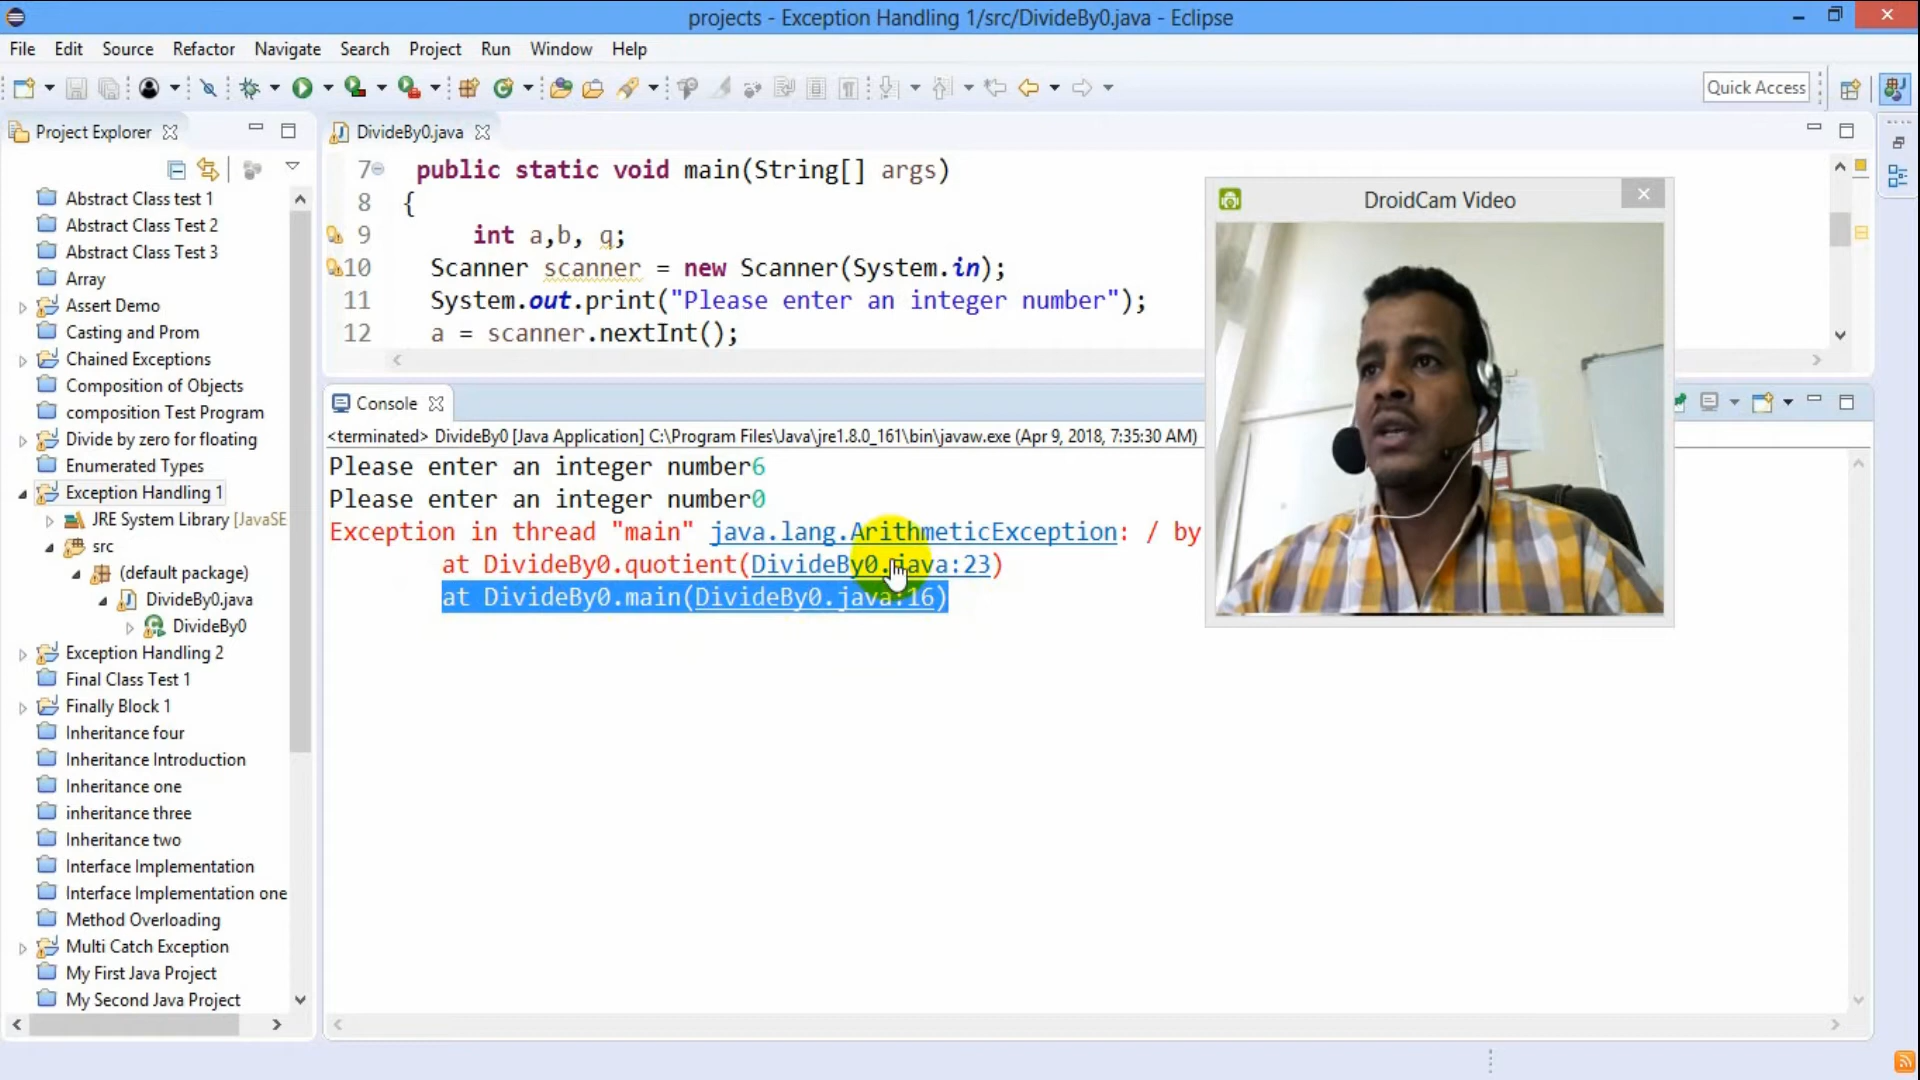 projects - Exception Handling 1/src/DivideBy0.java - Eclipse
File Edit Source Refactor Navigate Search Project Run Window Help
Quick Access
Project Explorer
Abstract Class test 1
Abstract Class Test 2
Abstract Class Test 3
Array
Assert Demo
Casting and Prom
Chained Exceptions
Composition of Objects
composition Test Program
Divide by zero for floating
Enumerated Types
Exception Handling 1
JRE System Library [JavaSE
src
(default package)
DivideBy0.java
DivideBy0
Exception Handling 2
Final Class Test 1
Finally Block 1
Inheritance four
Inheritance Introduction
Inheritance one
inheritance three
Inheritance two
Interface Implementation
Interface Implementation one
Method Overloading
Multi Catch Exception
My First Java Project
My Second Java Project
DivideBy0.java
7 public static void main(String[] args)
8 {
9 int a,b, q;
10 Scanner scanner = new Scanner(System.in);
11 System.out.print("Please enter an integer number");
12 a = scanner.nextInt();
DroidCam Video
Console
<terminated> DivideBy0 [Java Application] C:\Program Files\Java\jre1.8.0_161\bin\javaw.exe (Apr 9, 2018, 7:35:30 AM)
Please enter an integer number6
Please enter an integer number0
Exception in thread "main" java.lang.ArithmeticException: / by
at DivideBy0.quotient(DivideBy0.java:23)
at DivideBy0.main(DivideBy0.java:16)